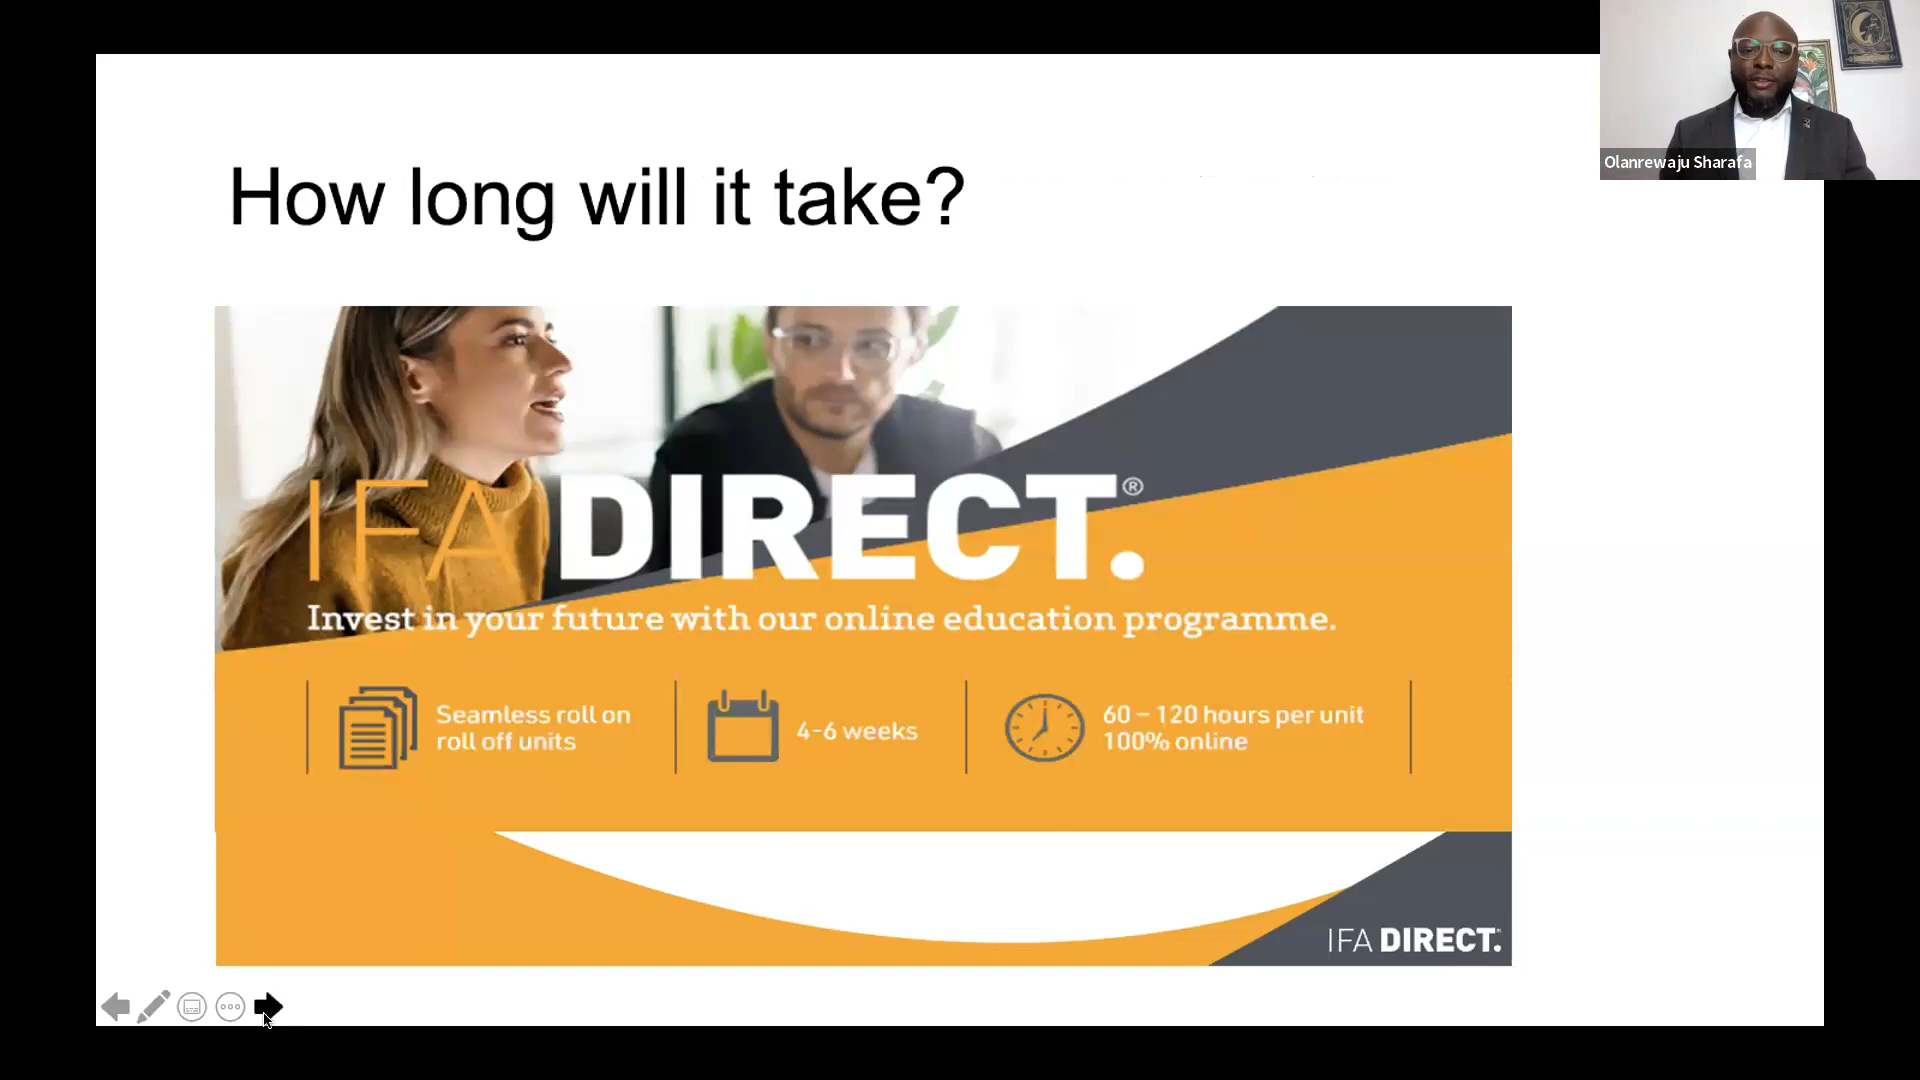 Olanrewaju Sharafa
How long will it take?
IFA DIRECT.®
Invest in your future with our online education programme.
Seamless roll on
roll off units
4-6 weeks
60 – 120 hours per unit
100% online
IFA DIRECT.